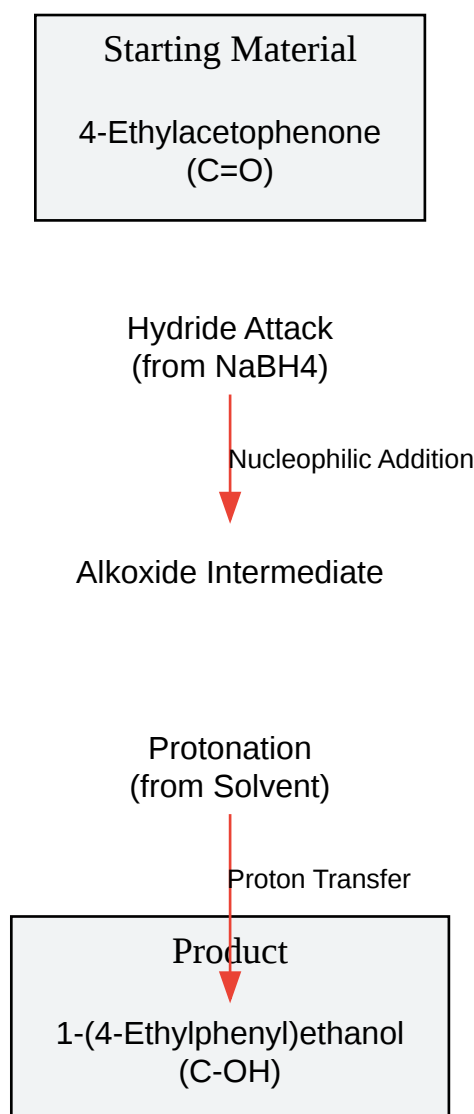 Starting Material
4-Ethylacetophenone
(C=O)
Hydride Attack
(from NaBH4)
Nucleophilic Addition
Alkoxide Intermediate
Protonation
(from Solvent)
Proton Transfer
Product
1-(4-Ethylphenyl)ethanol
(C-OH)